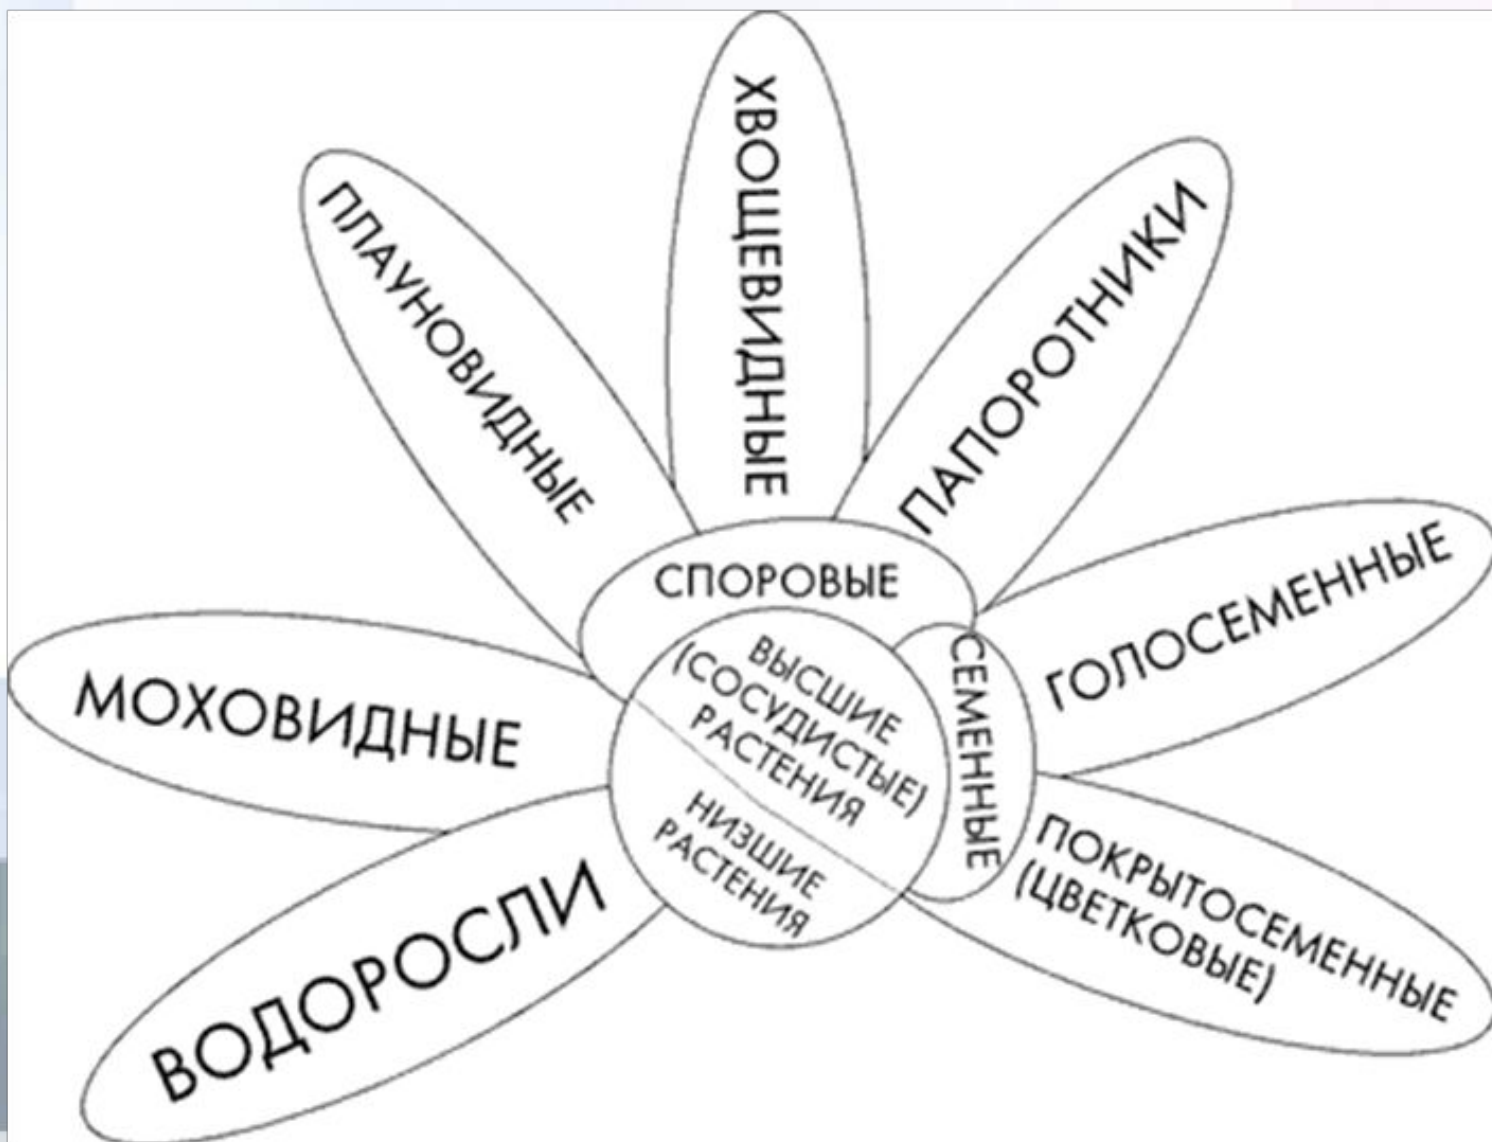 ХВОЩЕВИДНЫЕ
ПЛАУНОВИДНЫЕ
ПАПОРОТНИКИ
ГОЛОСЕМЕННЫЕ
СПОРОВЫЕ
СЕМЕННЫЕ
МОХОВИДНЫЕ
ВЫСШИЕ
(СОСУДИСТЫЕ)
РАСТЕНИЯ
НИЗШИЕ
РАСТЕНИЯ
ПОКРЫТОСЕМЕННЫЕ
(ЦВЕТКОВЫЕ)
ВОДОРОСЛИ